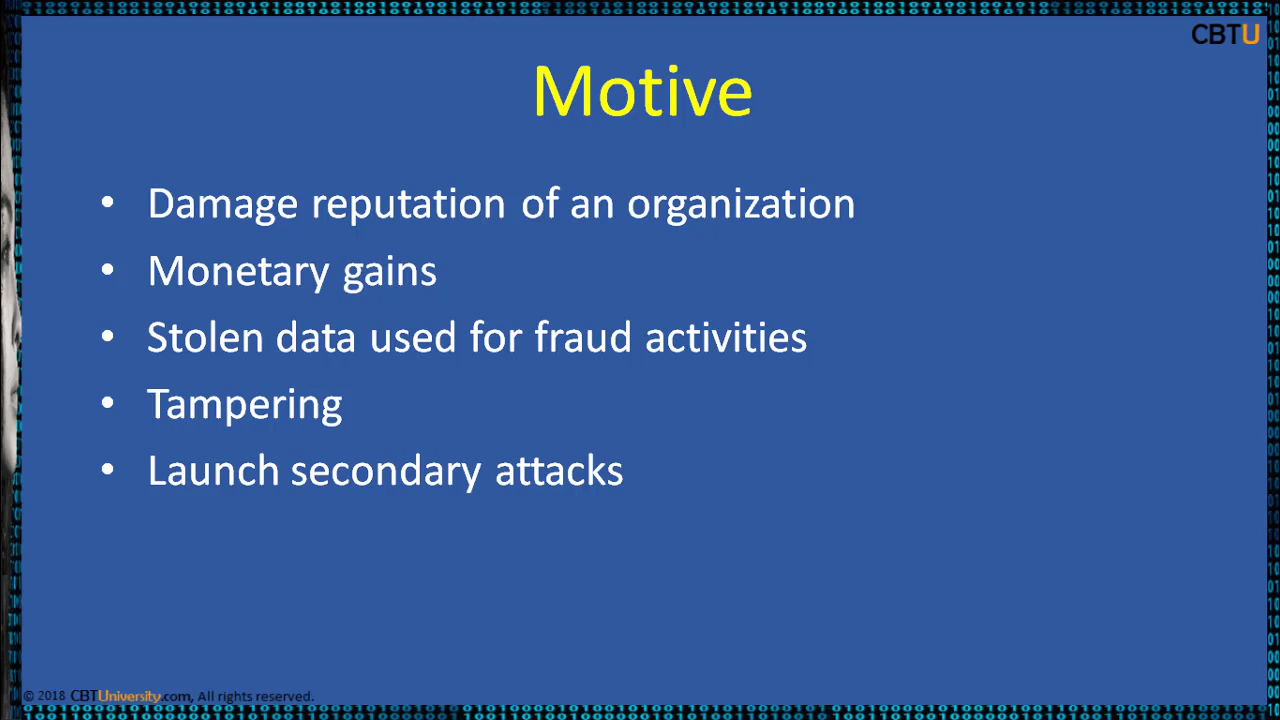 CBTU
Motive
• Damage reputation of an organization
• Monetary gains
• Stolen data used for fraud activities
• Tampering
• Launch secondary attacks
© 2018 CBTUniversity.com, All rights reserved.